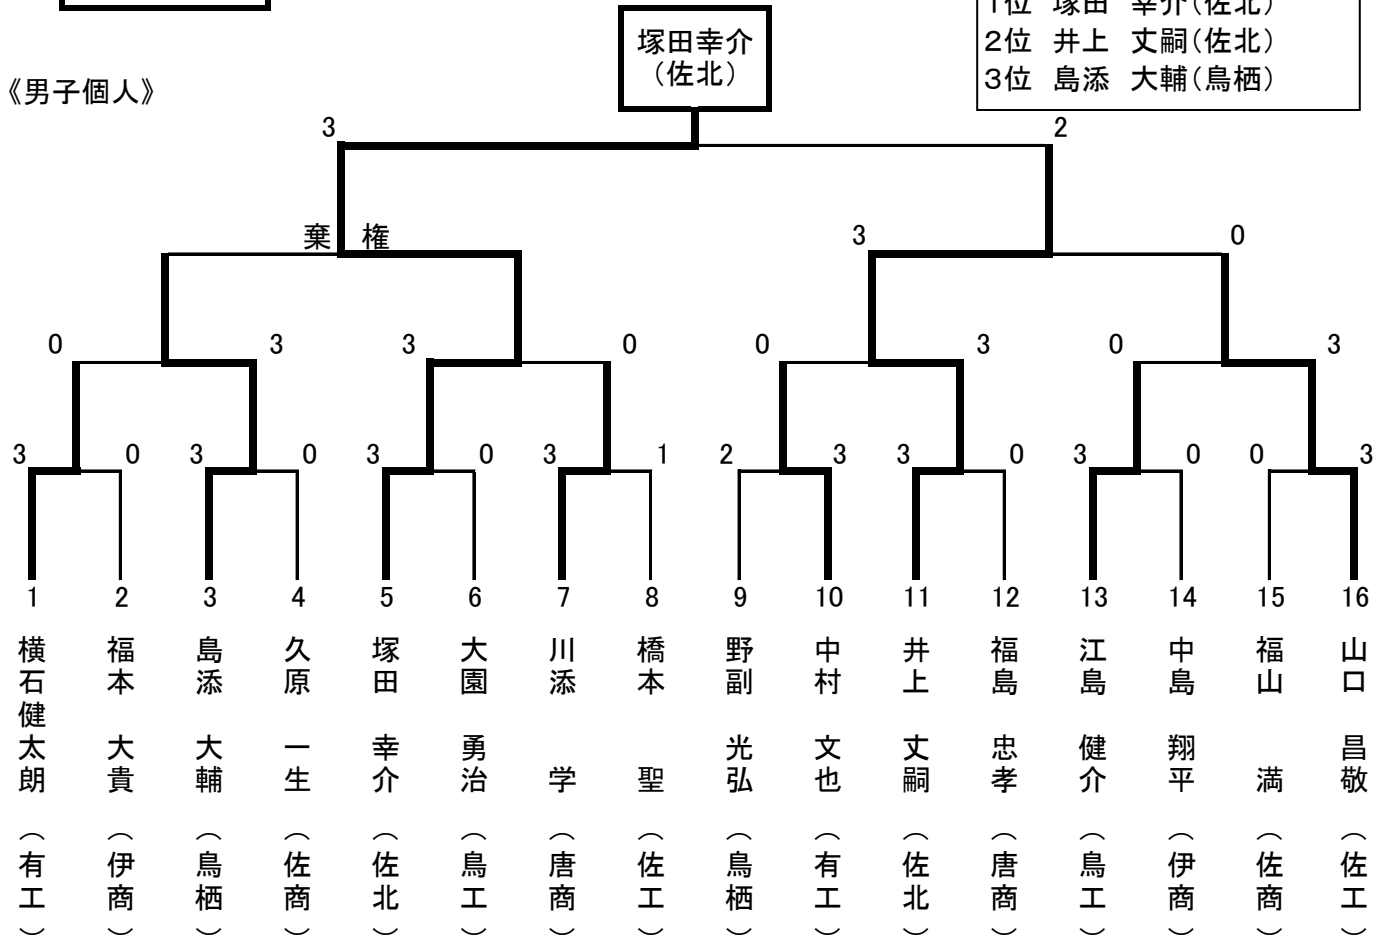 1位 塚田 幸介(佐北)
2位 井上 丈嗣(佐北)
3位 島添 大輔(鳥栖)
塚田幸介
(佐北)
《男子個人》
3 2
棄 権 3 0
0 3 3 0 0 3 0 3
3 0 3 0 3 0 3 1 2 3 3 0 3 0 0 3
1 2 3 4 5 6 7 8 9 10 11 12 13 14 15 16
横石健太朗(有工)
福本 大貴(伊商)
島添 大輔(鳥栖)
久原 一生(佐商)
塚田 幸介(佐北)
大園 勇治(鳥工)
川添 学(唐商)
橋本 聖(佐工)
野副 光弘(鳥栖)
中村 文也(有工)
井上 丈嗣(佐北)
福島 忠孝(唐商)
江島 健介(鳥工)
中島 翔平(伊商)
福山 満(佐商)
山口 昌敬(佐工)